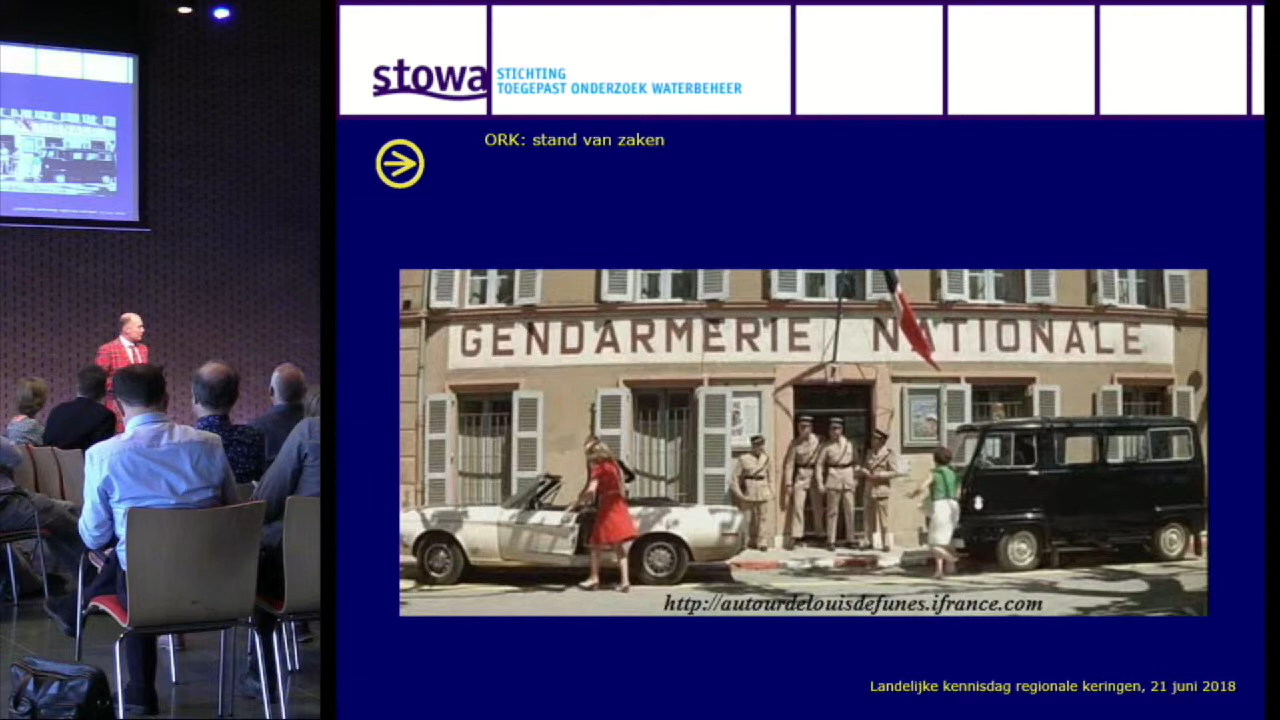 stowa
STICHTING
TOEGEPAST ONDERZOEK WATERBEHEER
ORK: stand van zaken
GENDARMERIE NATIONALE
http://autourdelouisdefunes.ifrance.com
Landelijke kennisdag regionale keringen, 21 juni 2018